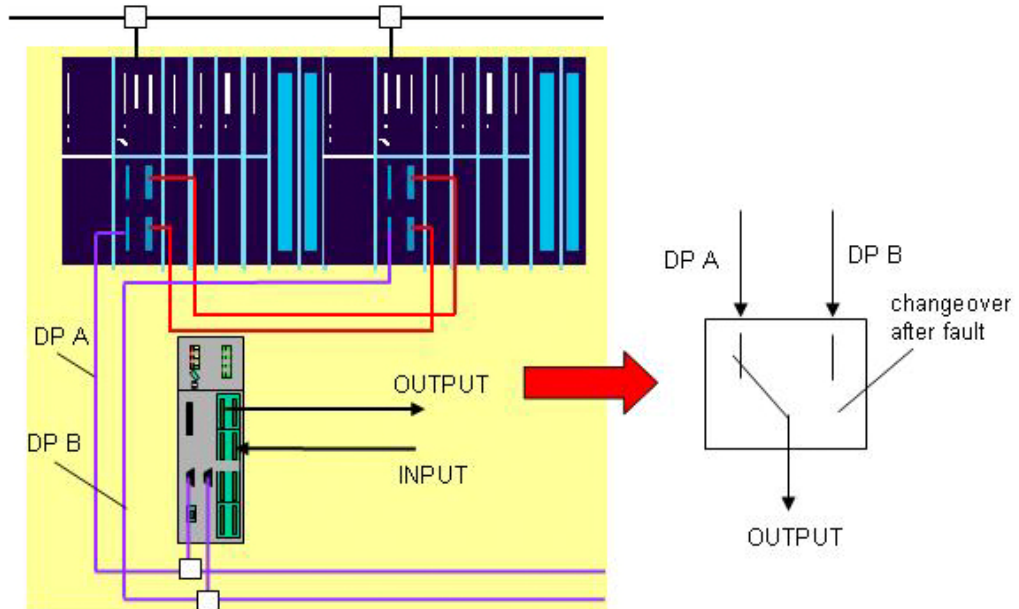 DP A
DP B
OUTPUT
INPUT
DP A
DP B
changeover
after fault
OUTPUT